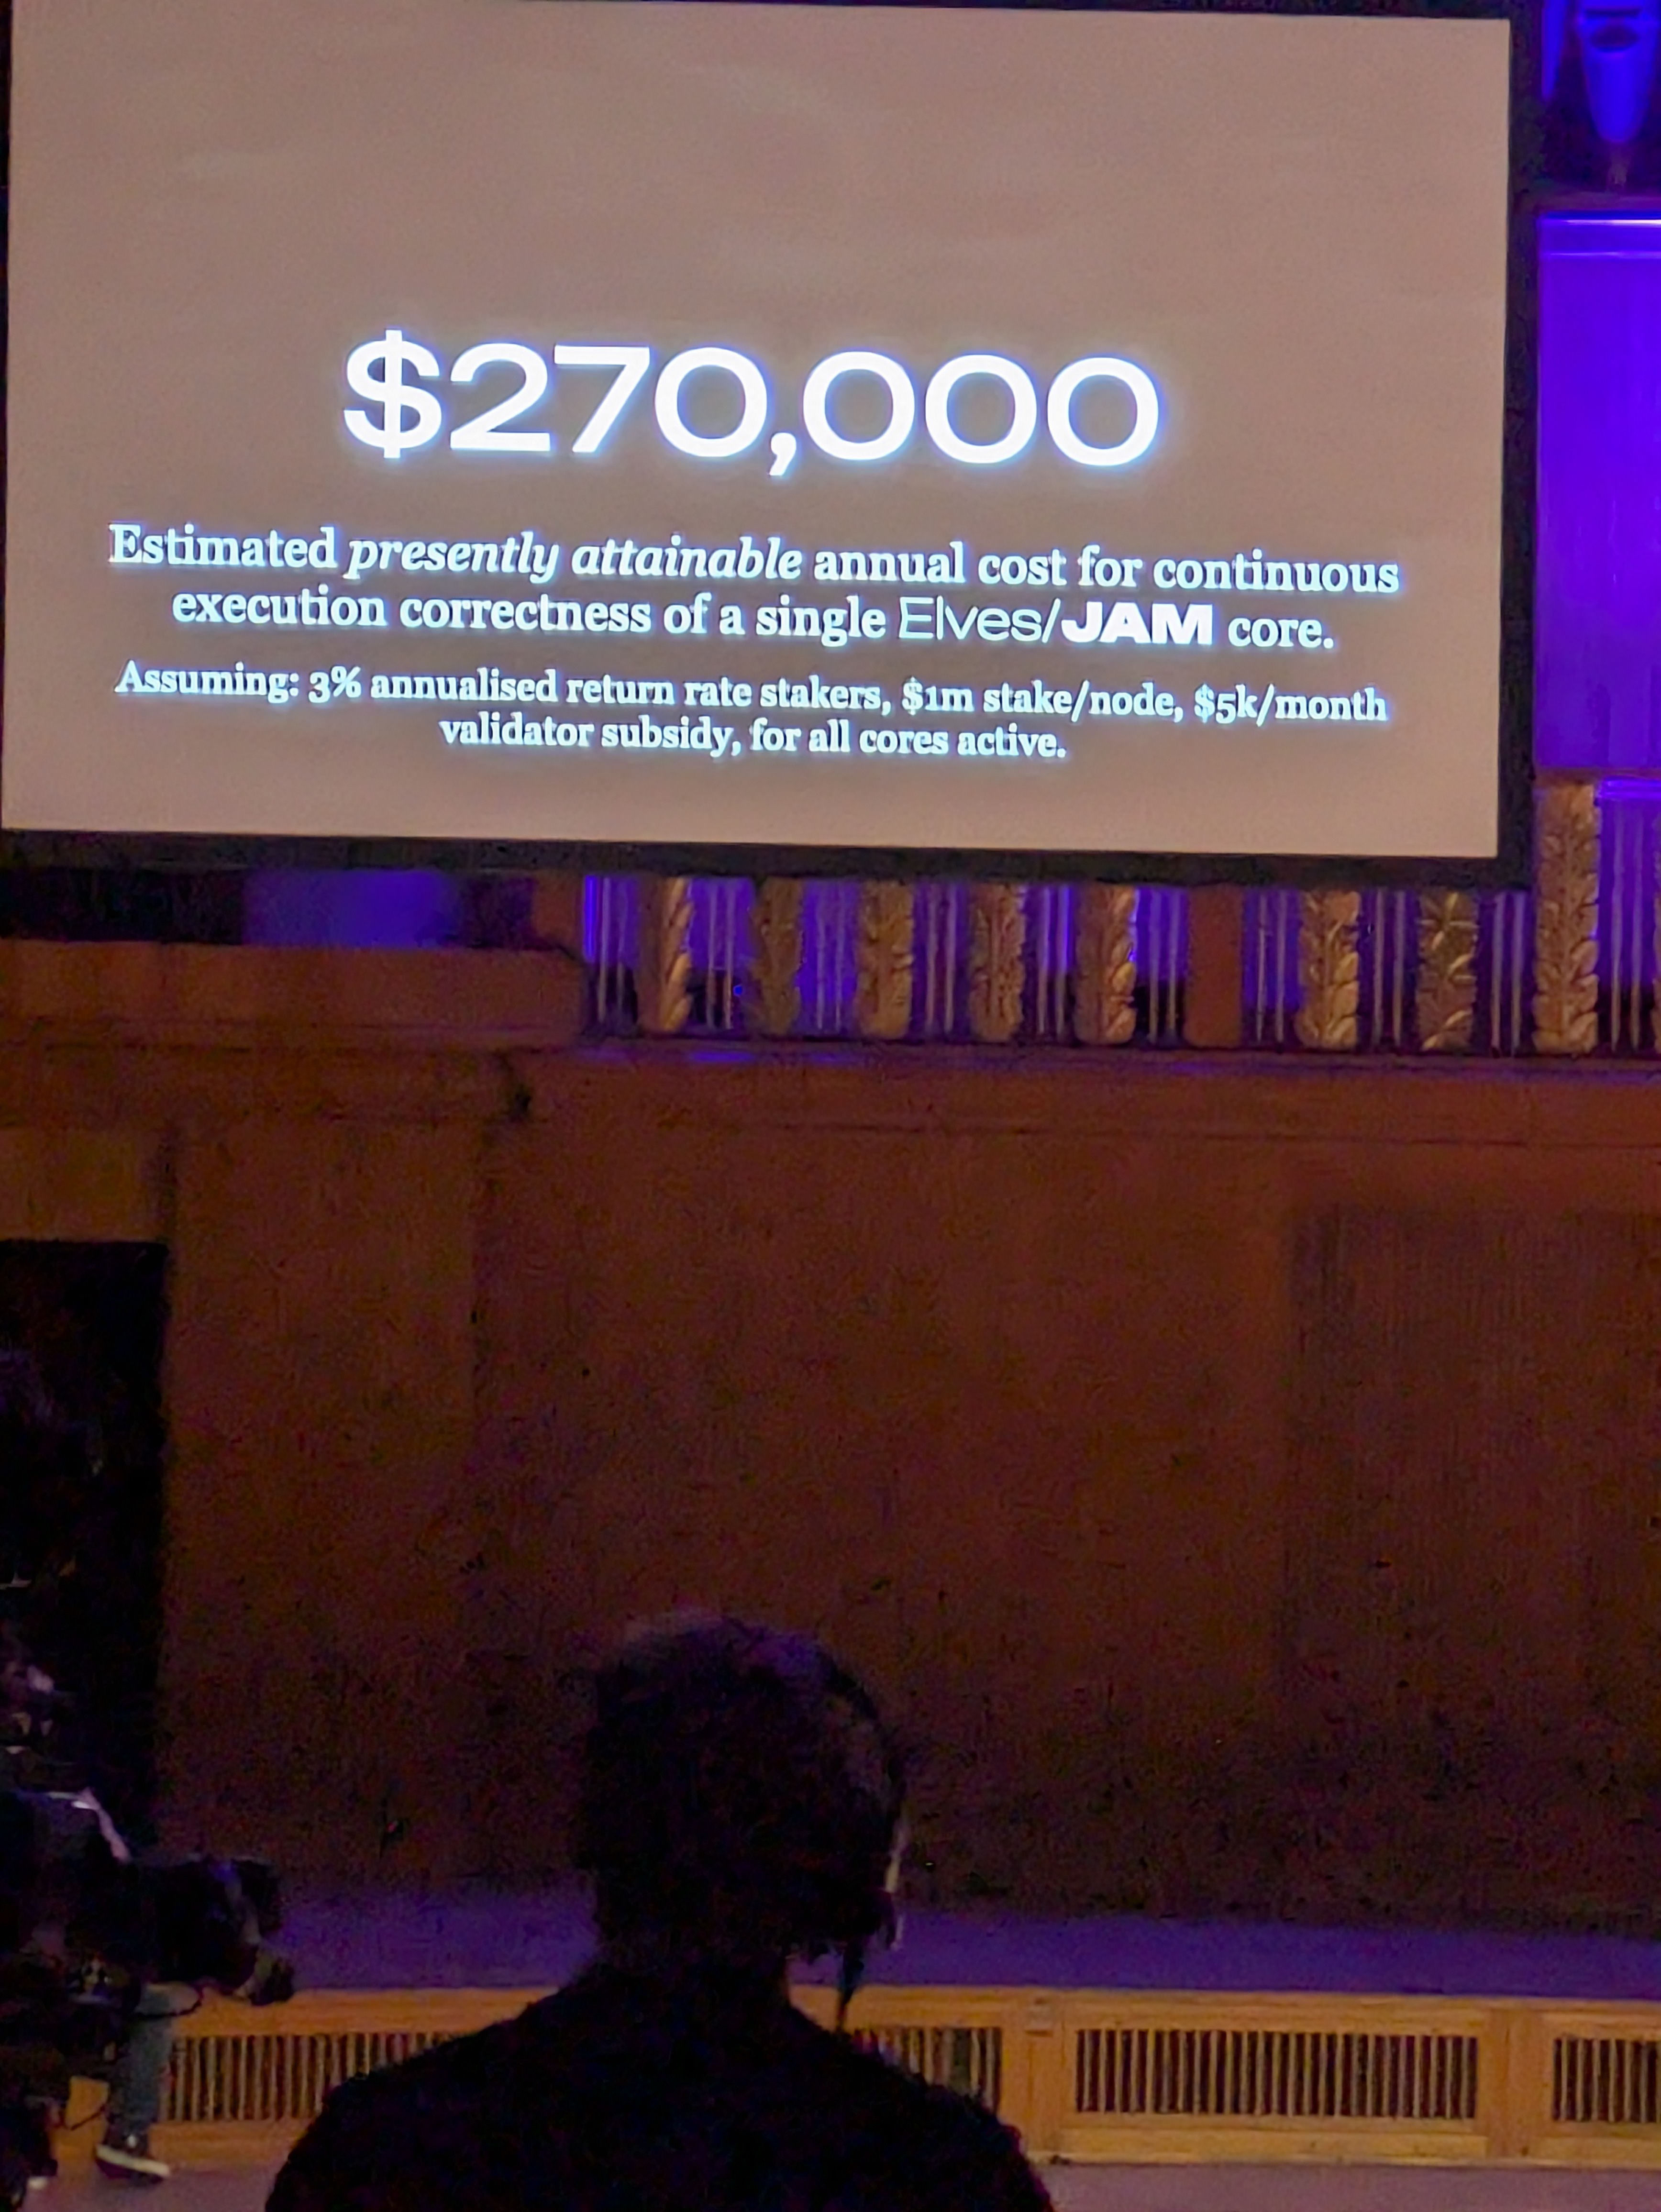 $270,000
Estimated presently attainable annual cost for continuous
execution correctness of a single Elves/JAM core.
Assuming: 3% annualised return rate stakers, $1m stake/node, $5k/month
validator subsidy, for all cores active.